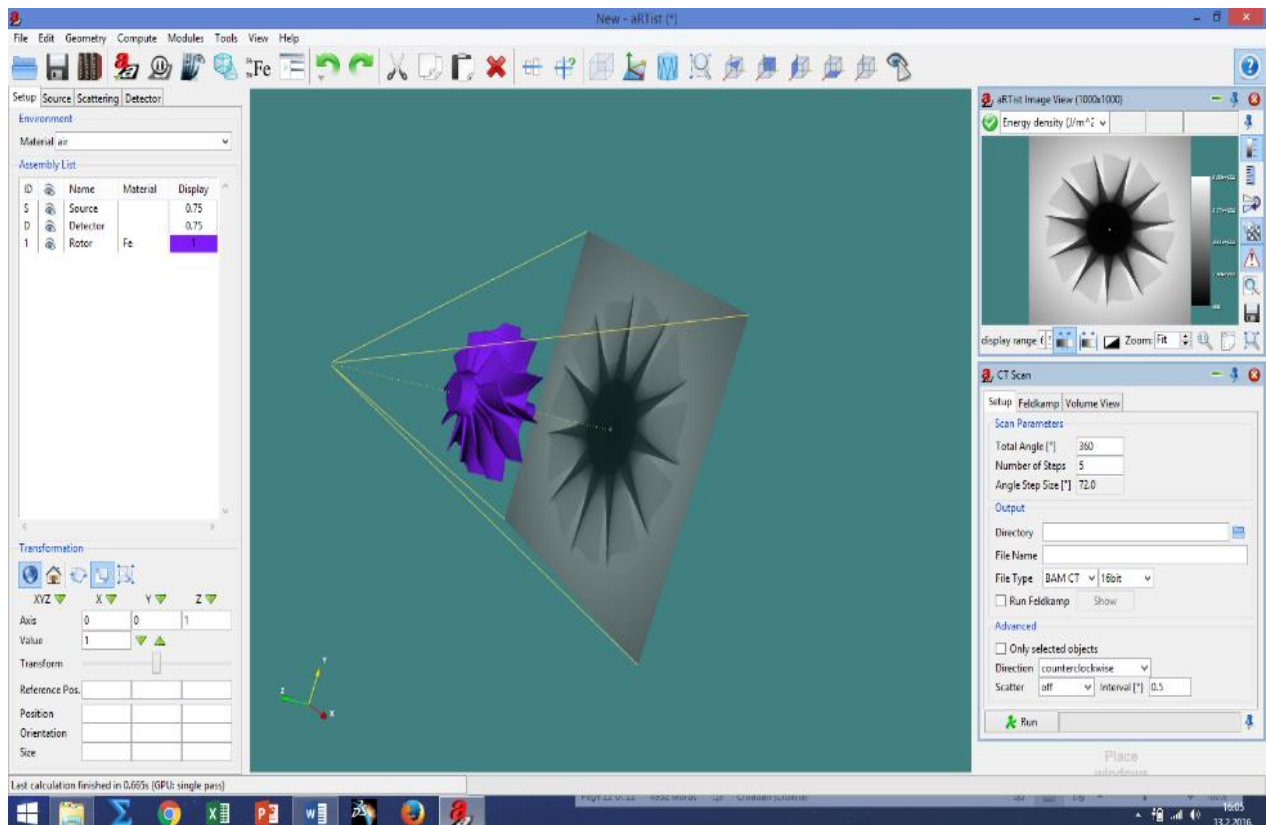 New - aRTist (*)
File Edit Geometry Compute Modules Tools View Help
Fe
Setup Source Scattering Detector
Environment
Material air
Assembly List
ID Name Material Display
S Source 0.75
D Detector 0.75
1 Rotor Fe 1
Transformation
XYZ X Y Z
Axis 0 0 1
Value 1
Transform
Reference Pos.
Position
Orientation
Size
Y
Z
X
aRTist Image View (1000x1000)
Energy density (J/m^2
display range Zoom: Fit
CT Scan
Setup Feldkamp Volume View
Scan Parameters
Total Angle [°] 360
Number of Steps 5
Angle Step Size [°] 72.0
Output
Directory
File Name
File Type BAM CT 16bit
Run Feldkamp Show
Advanced
Only selected objects
Direction counterclockwise
Scatter off Interval [°] 0.5
Run
Place
windows
Last calculation finished in 0.665s (GPU: single pass)
16:05
13.2.2016.